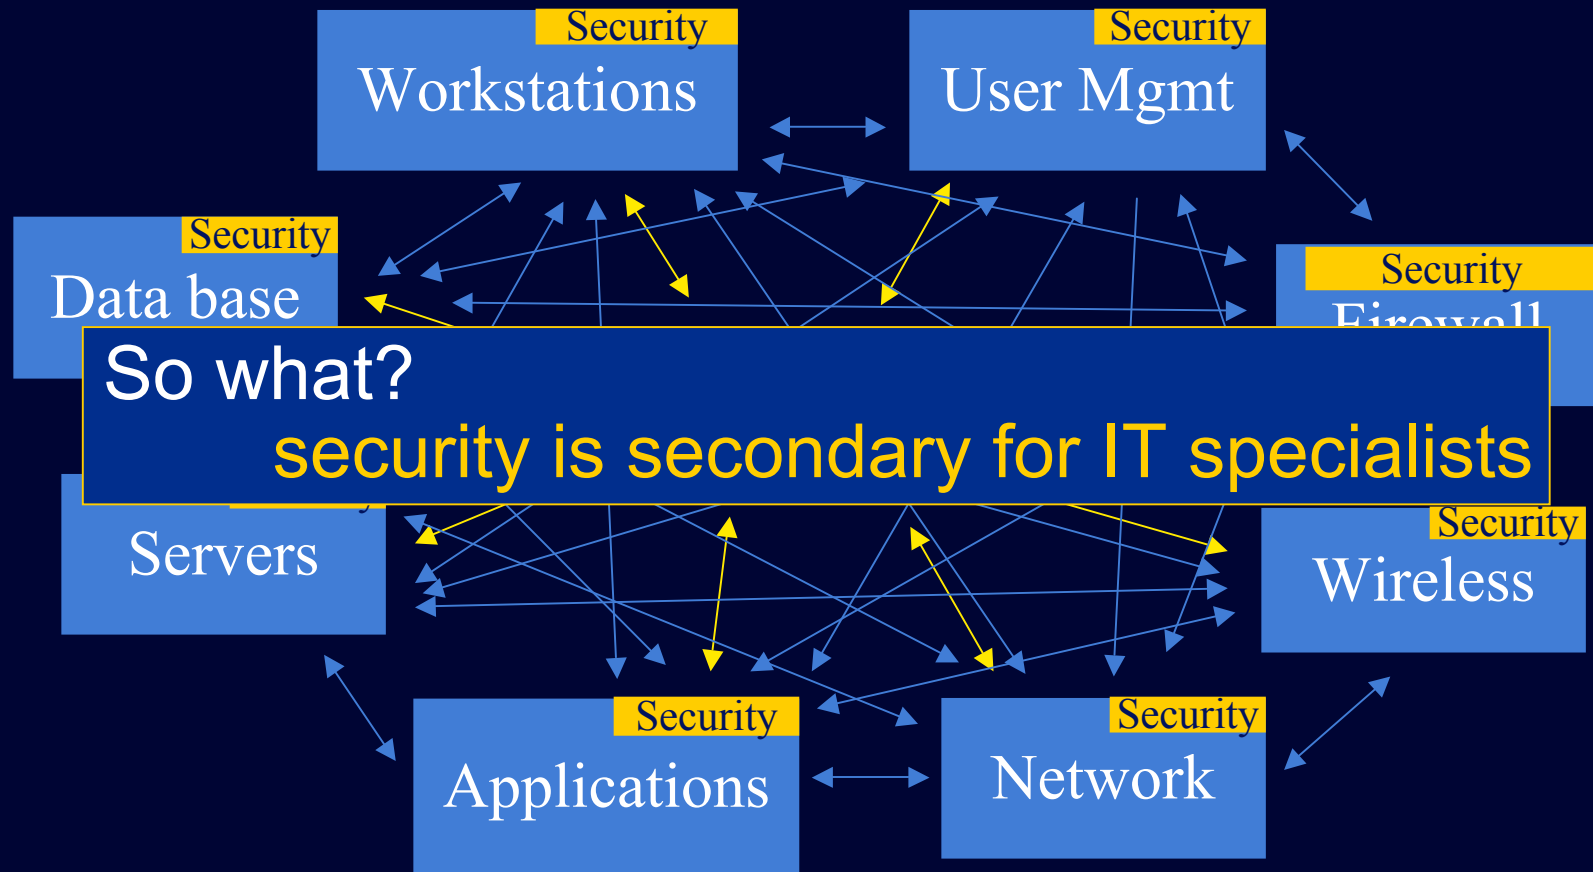 Security
Workstations
Security
User Mgmt
Security
Data base
Security
Firewall
So what?
security is secondary for IT specialists
Servers
Security
Wireless
Security
Applications
Security
Network